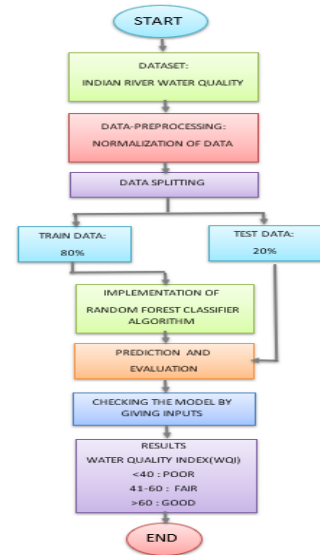 START
DATASET:
INDIAN RIVER WATER QUALITY
DATA-PREPROCESSING:
NORMALIZATION OF DATA
DATA SPLITTING
TRAIN DATA:
80%
TEST DATA:
20%
IMPLEMENTATION OF
RANDOM FOREST CLASSIFIER
ALGORITHM
PREDICTION AND
EVALUATION
CHECKING THE MODEL BY
GIVING INPUTS
RESULTS
WATER QUALITY INDEX(WQI)
<40 : POOR
41-60 : FAIR
>60 : GOOD
END